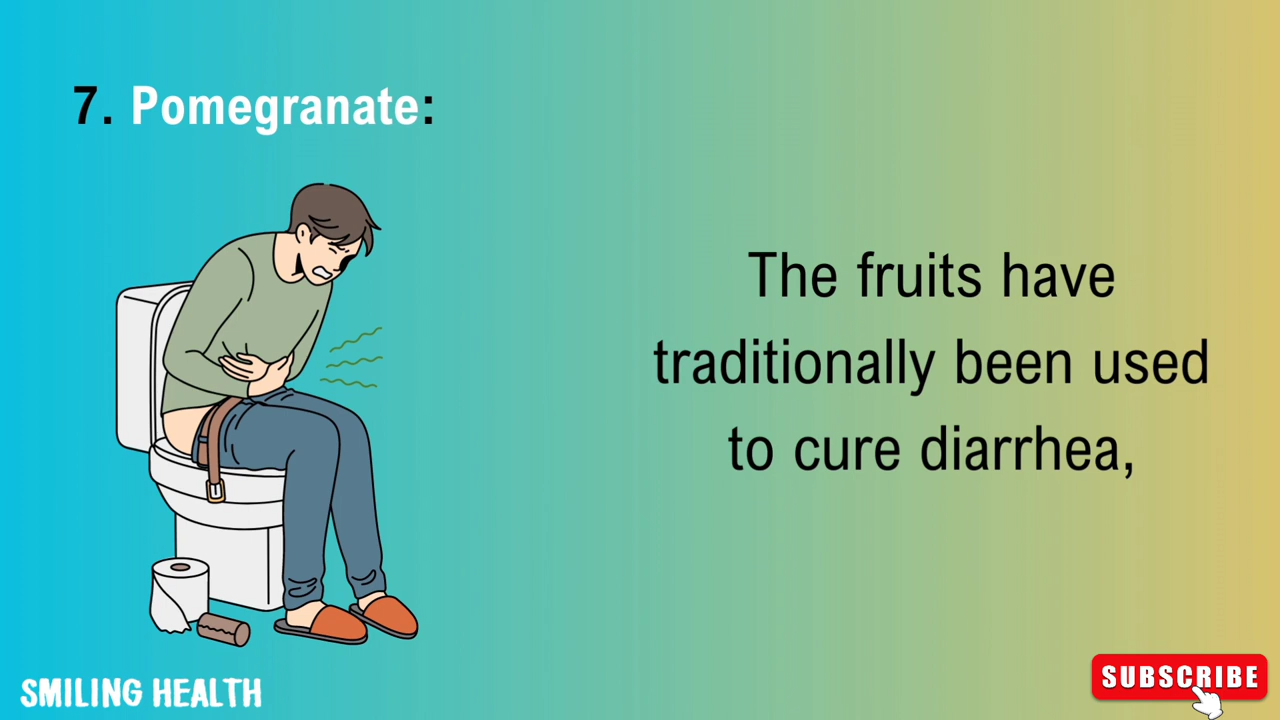 7. Pomegranate:
The fruits have
traditionally been used
to cure diarrhea,
SMILING HEALTH
SUBSCRIBE